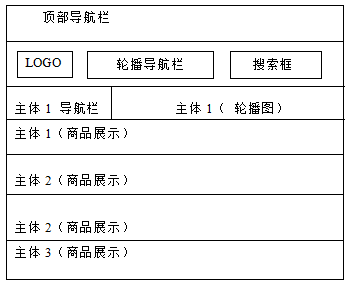 顶部导航栏
LOGO 轮播导航栏 搜索框
主体 1 导航栏 主体 1（ 轮播图）
主体 1（商品展示）
主体 2（商品展示）
主体 2（商品展示）
主体 3（商品展示）